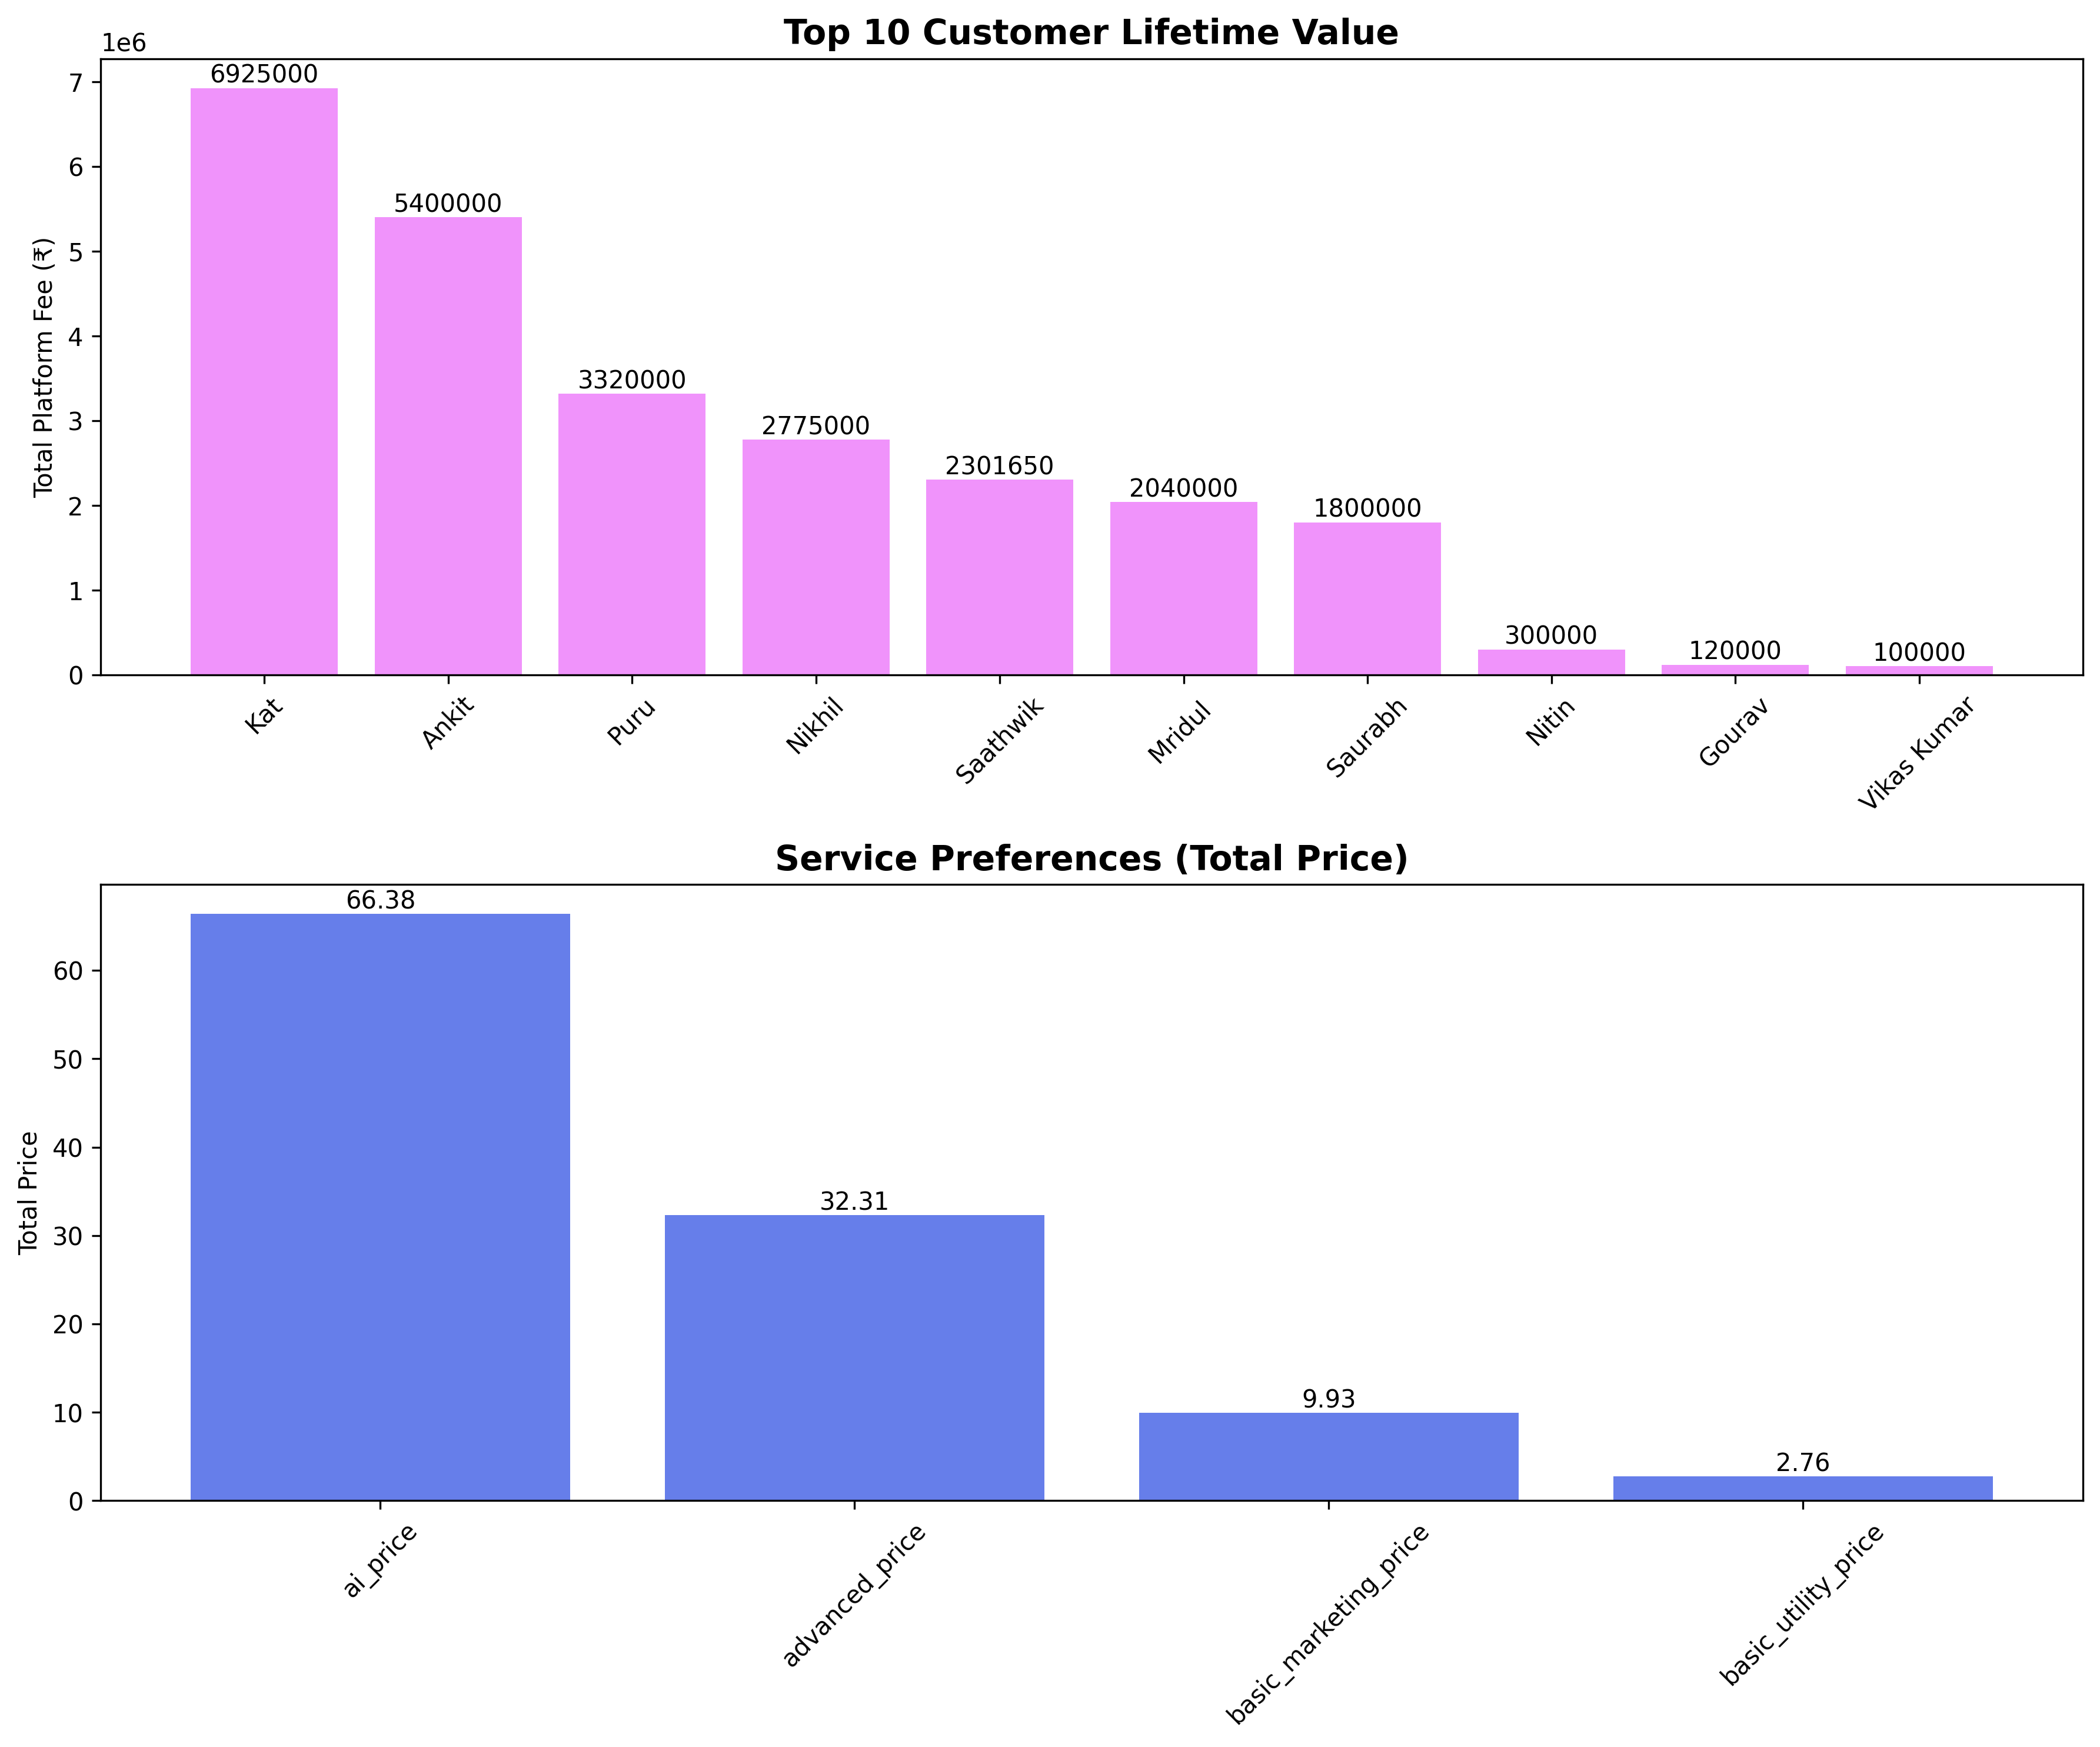 Top 10 Customer Lifetime Value
1e6
Total Platform Fee (₹)
7
6
5
4
3
2
1
0
6925000
5400000
3320000
2775000
2301650
2040000
1800000
300000
120000
100000
Kat
Ankit
Puru
Nikhil
Saathwik
Mridul
Saurabh
Nitin
Gourav
Vikas Kumar
Service Preferences (Total Price)
Total Price
60
50
40
30
20
10
0
66.38
32.31
9.93
2.76
ai_price
advanced_price
basic_marketing_price
basic_utility_price